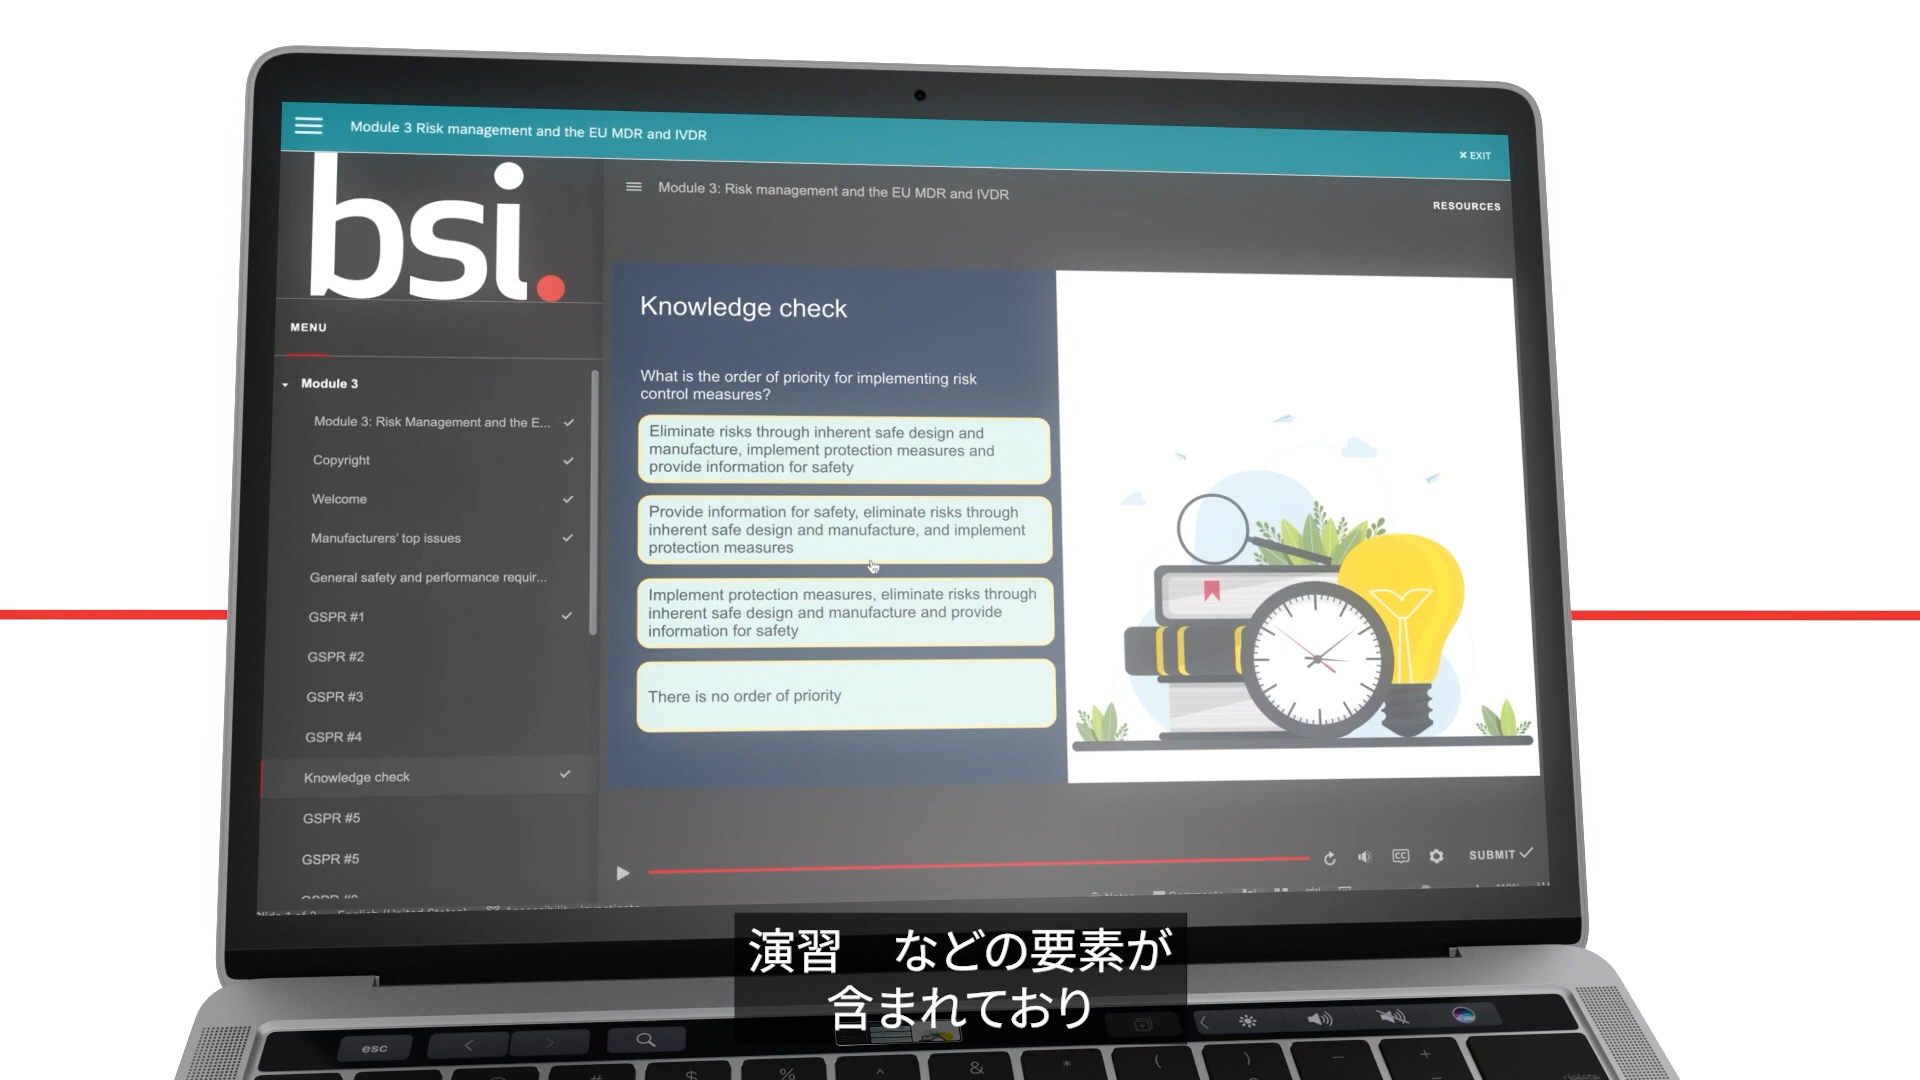 Module 3 Risk management and the EU MDR and IVDR
× EXIT
bsi.
Module 3: Risk management and the EU MDR and IVDR
RESOURCES
MENU
Module 3
Module 3: Risk Management and the E...
Copyright
Welcome
Manufacturers' top issues
General safety and performance requir...
GSPR #1
GSPR #2
GSPR #3
GSPR #4
Knowledge check
GSPR #5
GSPR #5
Knowledge check
What is the order of priority for implementing risk
control measures?
Eliminate risks through inherent safe design and
manufacture, implement protection measures and
provide information for safety
Provide information for safety, eliminate risks through
inherent safe design and manufacture, and implement
protection measures
Implement protection measures, eliminate risks through
inherent safe design and manufacture and provide
information for safety
There is no order of priority
CC
SUBMIT
演習　などの要素が
含まれており
esc